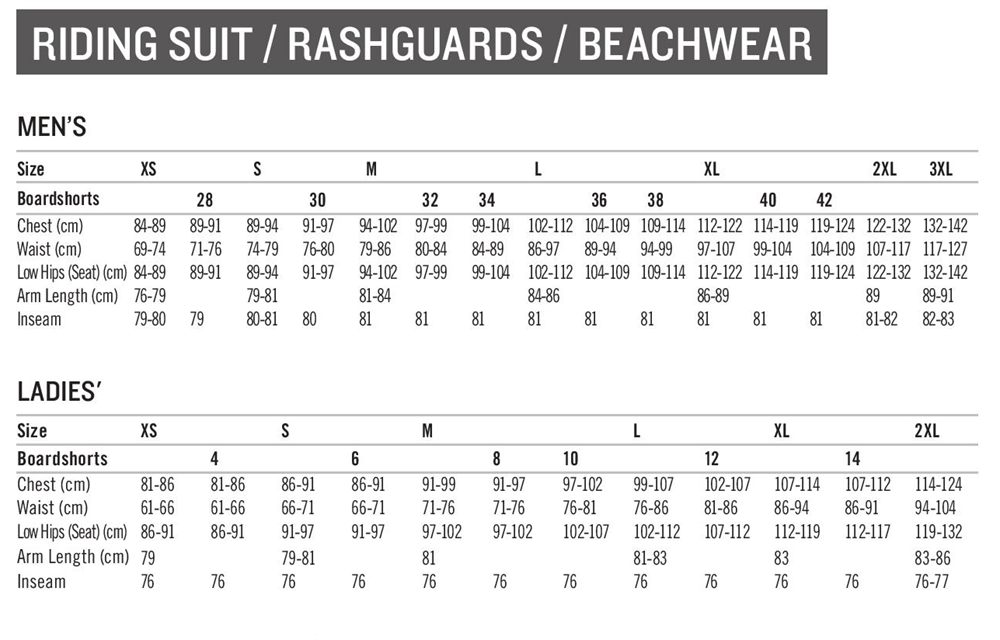 RIDING SUIT / RASHGUARDS / BEACHWEAR
MEN'S
Size XS S M L XL 2XL 3XL
Boardshorts 28 30 32 34 36 38 40 42
Chest (cm) 84-89 89-91 89-94 91-97 94-102 97-99 99-104 102-112 104-109 109-114 112-122 114-119 119-124 122-132 132-142
Waist (cm) 69-74 71-76 74-79 76-80 79-86 80-84 84-89 86-97 89-94 94-99 97-107 99-104 104-109 107-117 117-127
Low Hips (Seat) (cm) 84-89 89-91 89-94 91-97 94-102 97-99 99-104 102-112 104-109 109-114 112-122 114-119 119-124 122-132 132-142
Arm Length (cm) 76-79 79-81 81-84 84-86 86-89 89 89-91
Inseam 79-80 79 80-81 80 81 81 81 81 81 81 81 81 81 81-82 82-83
LADIES'
Size XS S M L XL 2XL
Boardshorts 4 6 8 10 12 14
Chest (cm) 81-86 81-86 86-91 86-91 91-99 91-97 97-102 99-107 102-107 107-114 107-112 114-124
Waist (cm) 61-66 61-66 66-71 66-71 71-76 71-76 76-81 76-86 81-86 86-94 86-91 94-104
Low Hips (Seat) (cm) 86-91 86-91 91-97 91-97 97-102 97-102 102-107 102-112 107-112 112-119 112-117 119-132
Arm Length (cm) 79 79-81 81 81-83 83 83-86
Inseam 76 76 76 76 76 76 76 76 76 76 76 76-77